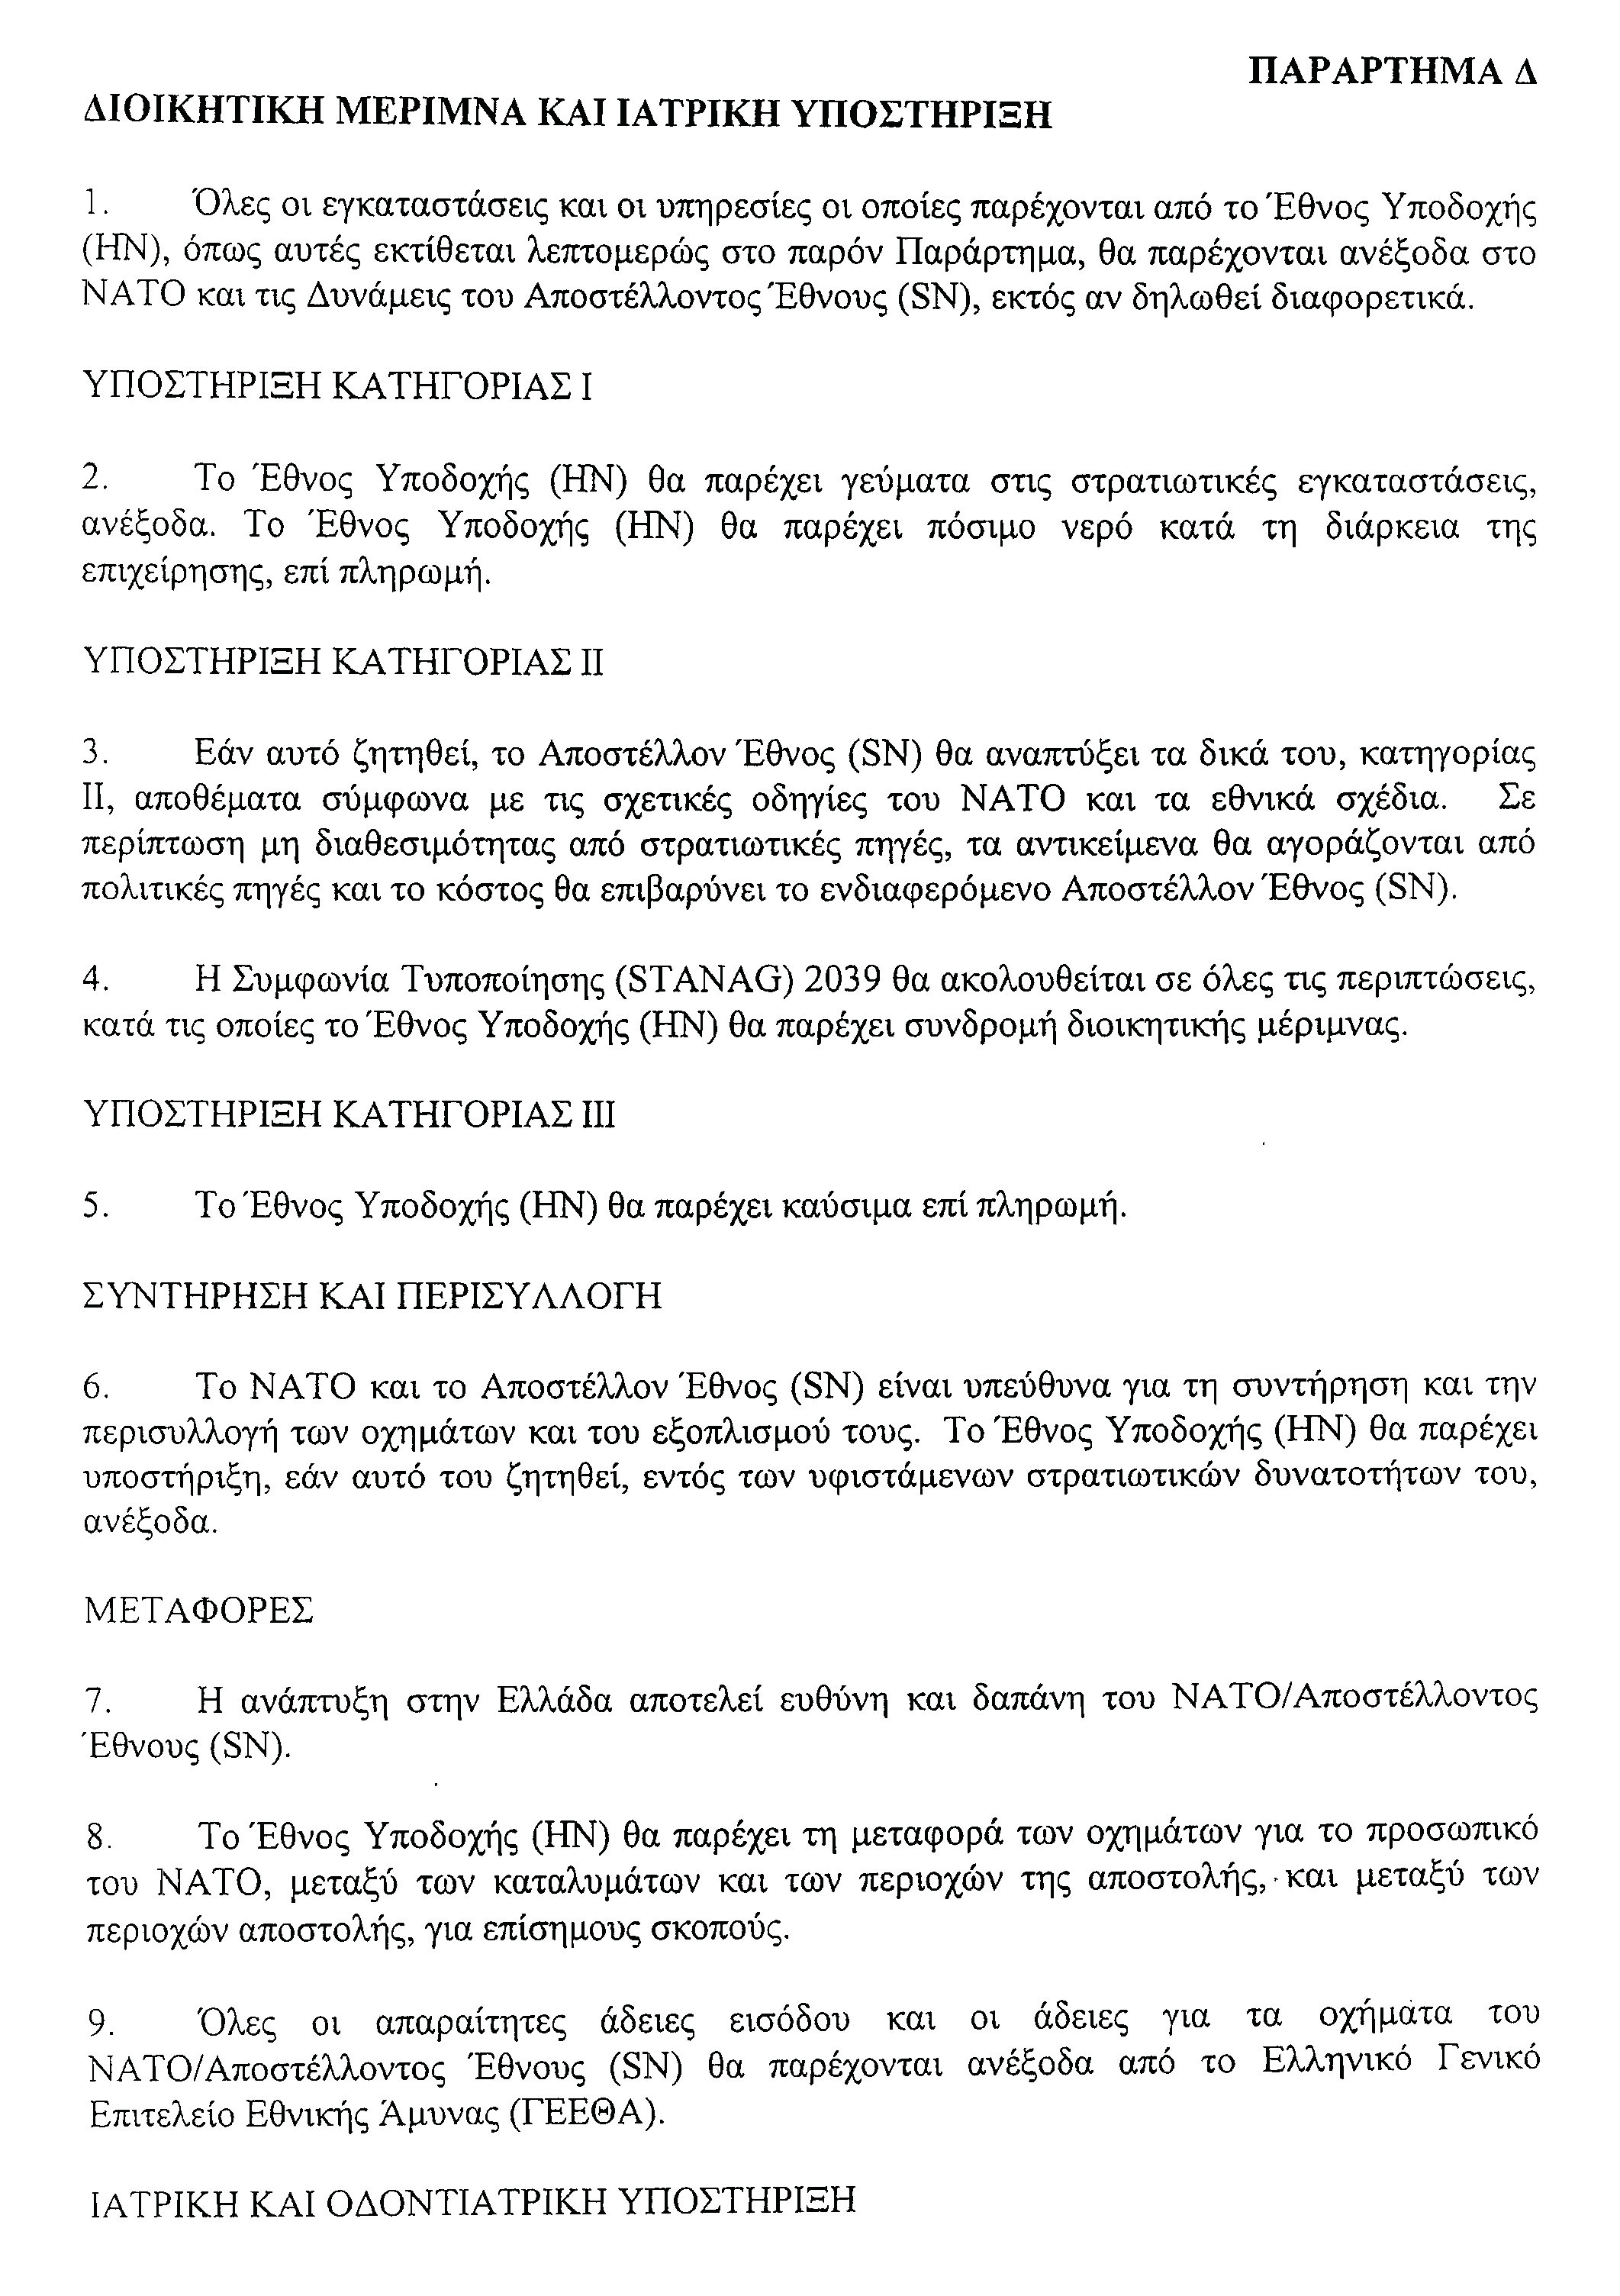 ΠΑΡΑΡΤΗΜΑ Δ
ΔΙΟΙΚΗΤΙΚΗ ΜΕΡΙΜΝΑ ΚΑΙ ΙΑΤΡΙΚΗ ΥΠΟΣΤΗΡΙΞΗ
1. Όλες οι εγκαταστάσεις και οι υπηρεσίες οι οποίες παρέχονται από το Έθνος Υποδοχής
(HN), όπως αυτές εκτίθεται λεπτομερώς στο παρόν Παράρτημα, θα παρέχονται ανέξοδα στο
ΝΑΤΟ και τις Δυνάμεις του Αποστέλλοντος Έθνους (SN), εκτός αν δηλωθεί διαφορετικά.
ΥΠΟΣΤΗΡΙΞΗ ΚΑΤΗΓΟΡΙΑΣ Ι
2. Το Έθνος Υποδοχής (HN) θα παρέχει γεύματα στις στρατιωτικές εγκαταστάσεις,
ανέξοδα. Το Έθνος Υποδοχής (HN) θα παρέχει πόσιμο νερό κατά τη διάρκεια της
επιχείρησης, επί πληρωμή.
ΥΠΟΣΤΗΡΙΞΗ ΚΑΤΗΓΟΡΙΑΣ ΙΙ
3. Εάν αυτό ζητηθεί, το Αποστέλλον Έθνος (SN) θα αναπτύξει τα δικά του, κατηγορίας
ΙΙ, αποθέματα σύμφωνα με τις σχετικές οδηγίες του ΝΑΤΟ και τα εθνικά σχέδια. Σε
περίπτωση μη διαθεσιμότητας από στρατιωτικές πηγές, τα αντικείμενα θα αγοράζονται από
πολιτικές πηγές και το κόστος θα επιβαρύνει το ενδιαφερόμενο Αποστέλλον Έθνος (SN).
4. Η Συμφωνία Τυποποίησης (STANAG) 2039 θα ακολουθείται σε όλες τις περιπτώσεις,
κατά τις οποίες το Έθνος Υποδοχής (HN) θα παρέχει συνδρομή διοικητικής μέριμνας.
ΥΠΟΣΤΗΡΙΞΗ ΚΑΤΗΓΟΡΙΑΣ ΙΙΙ
5. Το Έθνος Υποδοχής (HN) θα παρέχει καύσιμα επί πληρωμή.
ΣΥΝΤΗΡΗΣΗ ΚΑΙ ΠΕΡΙΣΥΛΛΟΓΗ
6. Το ΝΑΤΟ και το Αποστέλλον Έθνος (SN) είναι υπεύθυνα για τη συντήρηση και την
περισυλλογή των οχημάτων και του εξοπλισμού τους. Το Έθνος Υποδοχής (HN) θα παρέχει
υποστήριξη, εάν αυτό του ζητηθεί, εντός των υφιστάμενων στρατιωτικών δυνατοτήτων του,
ανέξοδα.
ΜΕΤΑΦΟΡΕΣ
7. Η ανάπτυξη στην Ελλάδα αποτελεί ευθύνη και δαπάνη του ΝΑΤΟ/Αποστέλλοντος
Έθνους (SN).
8. Το Έθνος Υποδοχής (HN) θα παρέχει τη μεταφορά των οχημάτων για το προσωπικό
του ΝΑΤΟ, μεταξύ των καταλυμάτων και των περιοχών της αποστολής, και μεταξύ των
περιοχών αποστολής, για επίσημους σκοπούς.
9. Όλες οι απαραίτητες άδειες εισόδου και οι άδειες για τα οχήματα του
ΝΑΤΟ/Αποστέλλοντος Έθνους (SN) θα παρέχονται ανέξοδα από το Ελληνικό Γενικό
Επιτελείο Εθνικής Άμυνας (ΓΕΕΘΑ).
ΙΑΤΡΙΚΗ ΚΑΙ ΟΔΟΝΤΙΑΤΡΙΚΗ ΥΠΟΣΤΗΡΙΞΗ